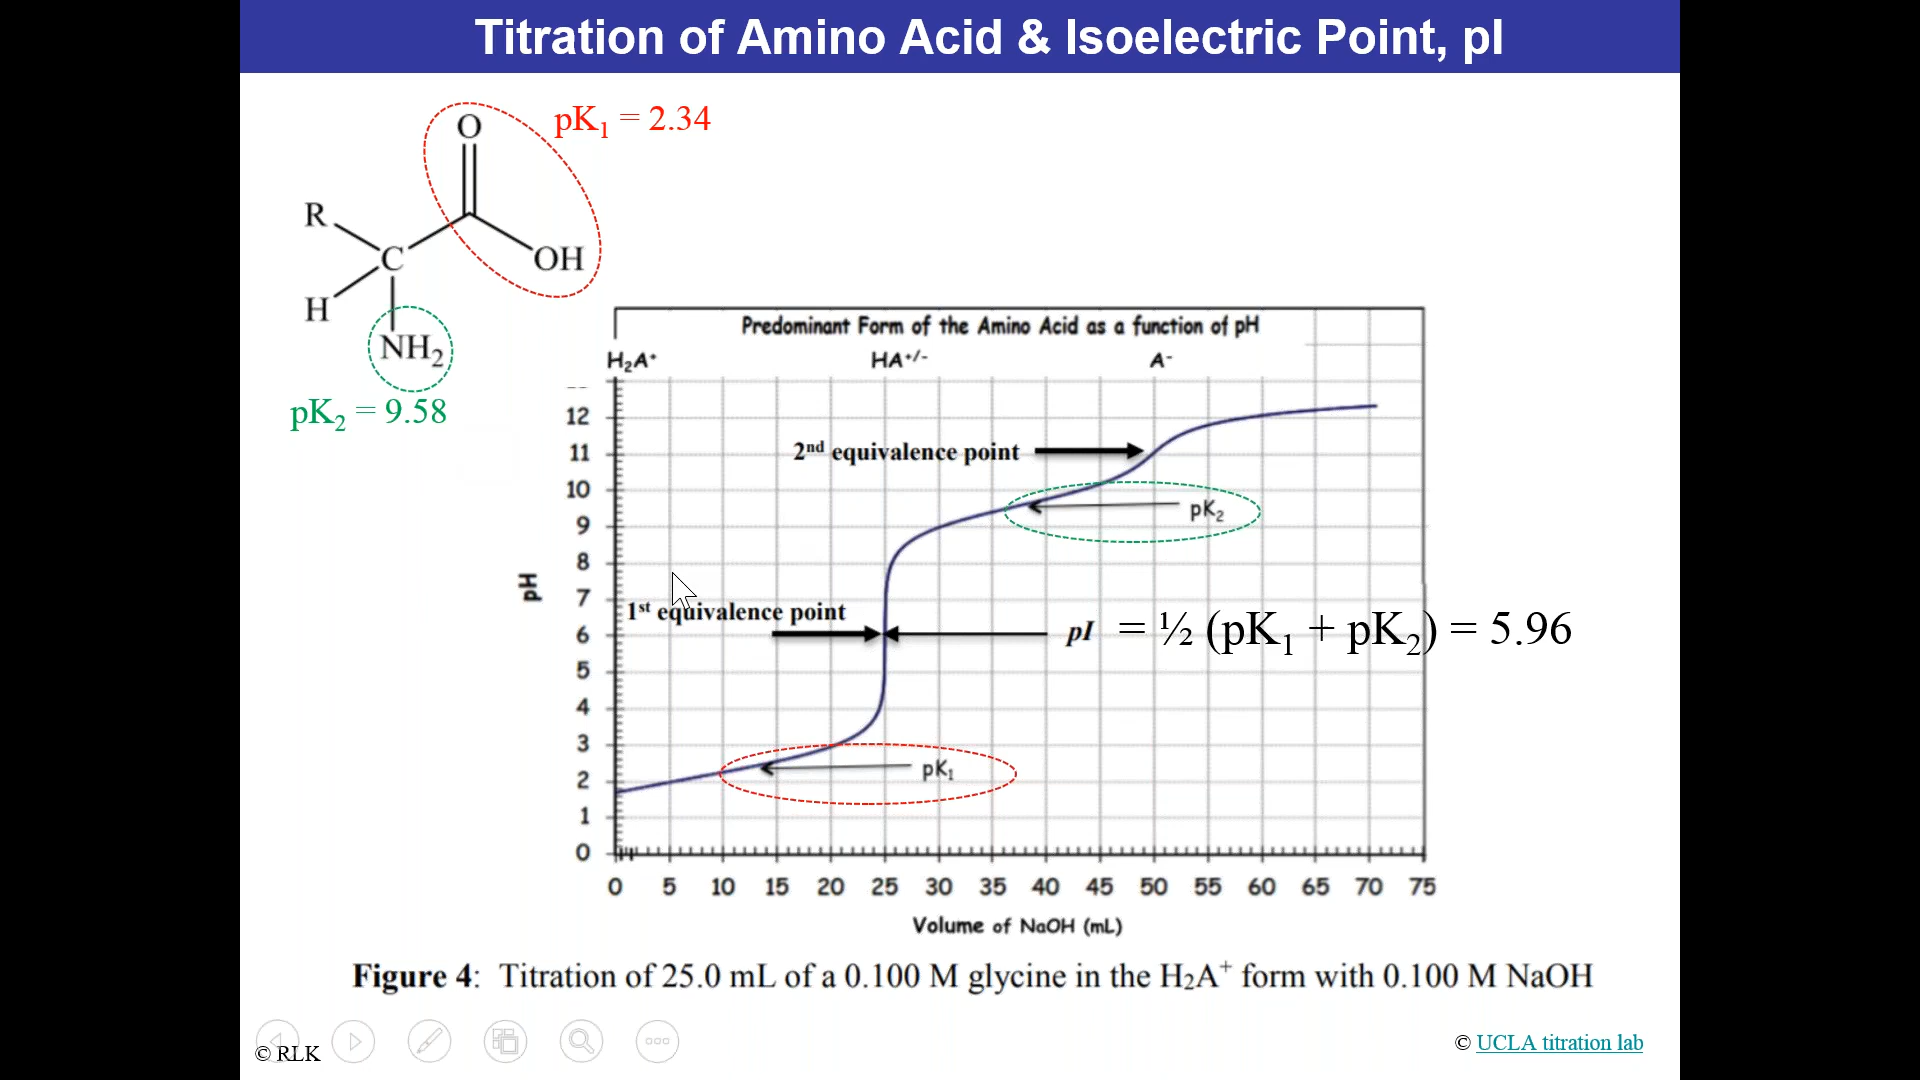 Titration of Amino Acid & Isoelectric Point, pI
pK₁ = 2.34
O
R
C
OH
H
NH₂
pK₂ = 9.58
Predominant Form of the Amino Acid as a function of pH
H₂A⁺ HA⁺/⁻ A⁻
12
2nd equivalence point
11
10
9
pK₂
8
7
pH
1st equivalence point
6
pI = ½ (pK₁ + pK₂) = 5.96
5
4
3
pK₁
2
1
0
0 5 10 15 20 25 30 35 40 45 50 55 60 65 70 75
Volume of NaOH (mL)
Figure 4: Titration of 25.0 mL of a 0.100 M glycine in the H₂A⁺ form with 0.100 M NaOH
© RLK
© UCLA titration lab